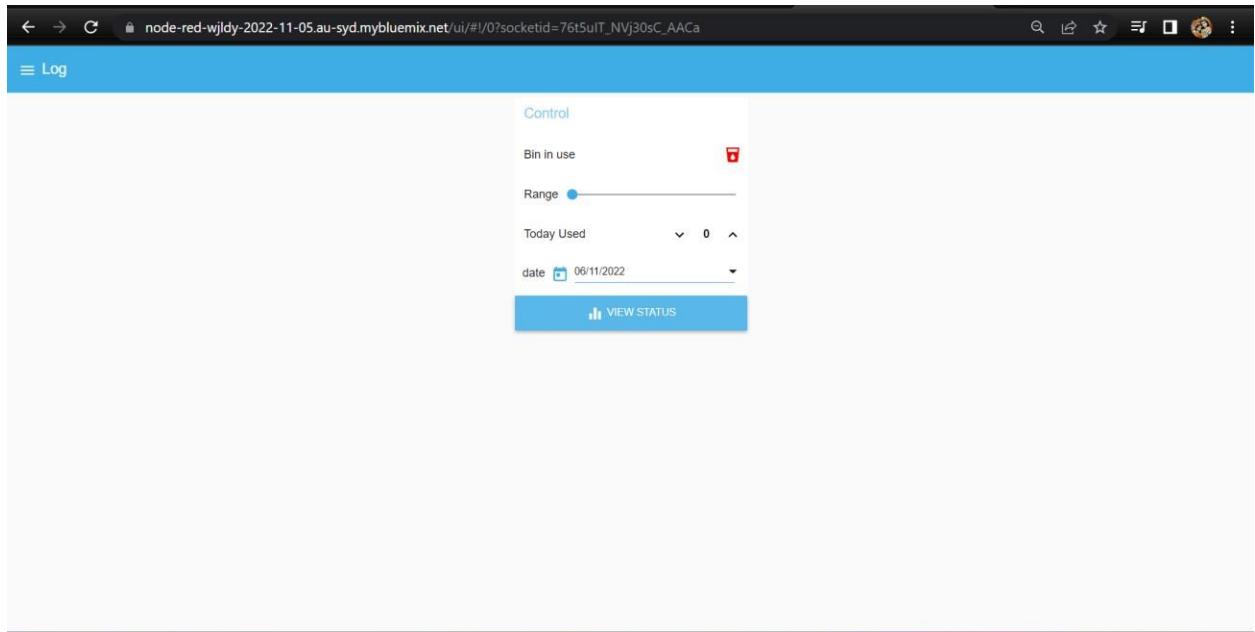 node-red-wjldy-2022-11-05.au-syd.mybluemix.net/ui/#!/0?socketid=76t5uIT_NVj30sC_AACa
Log
Control
Bin in use
Range
Today Used 0
date 06/11/2022
VIEW STATUS